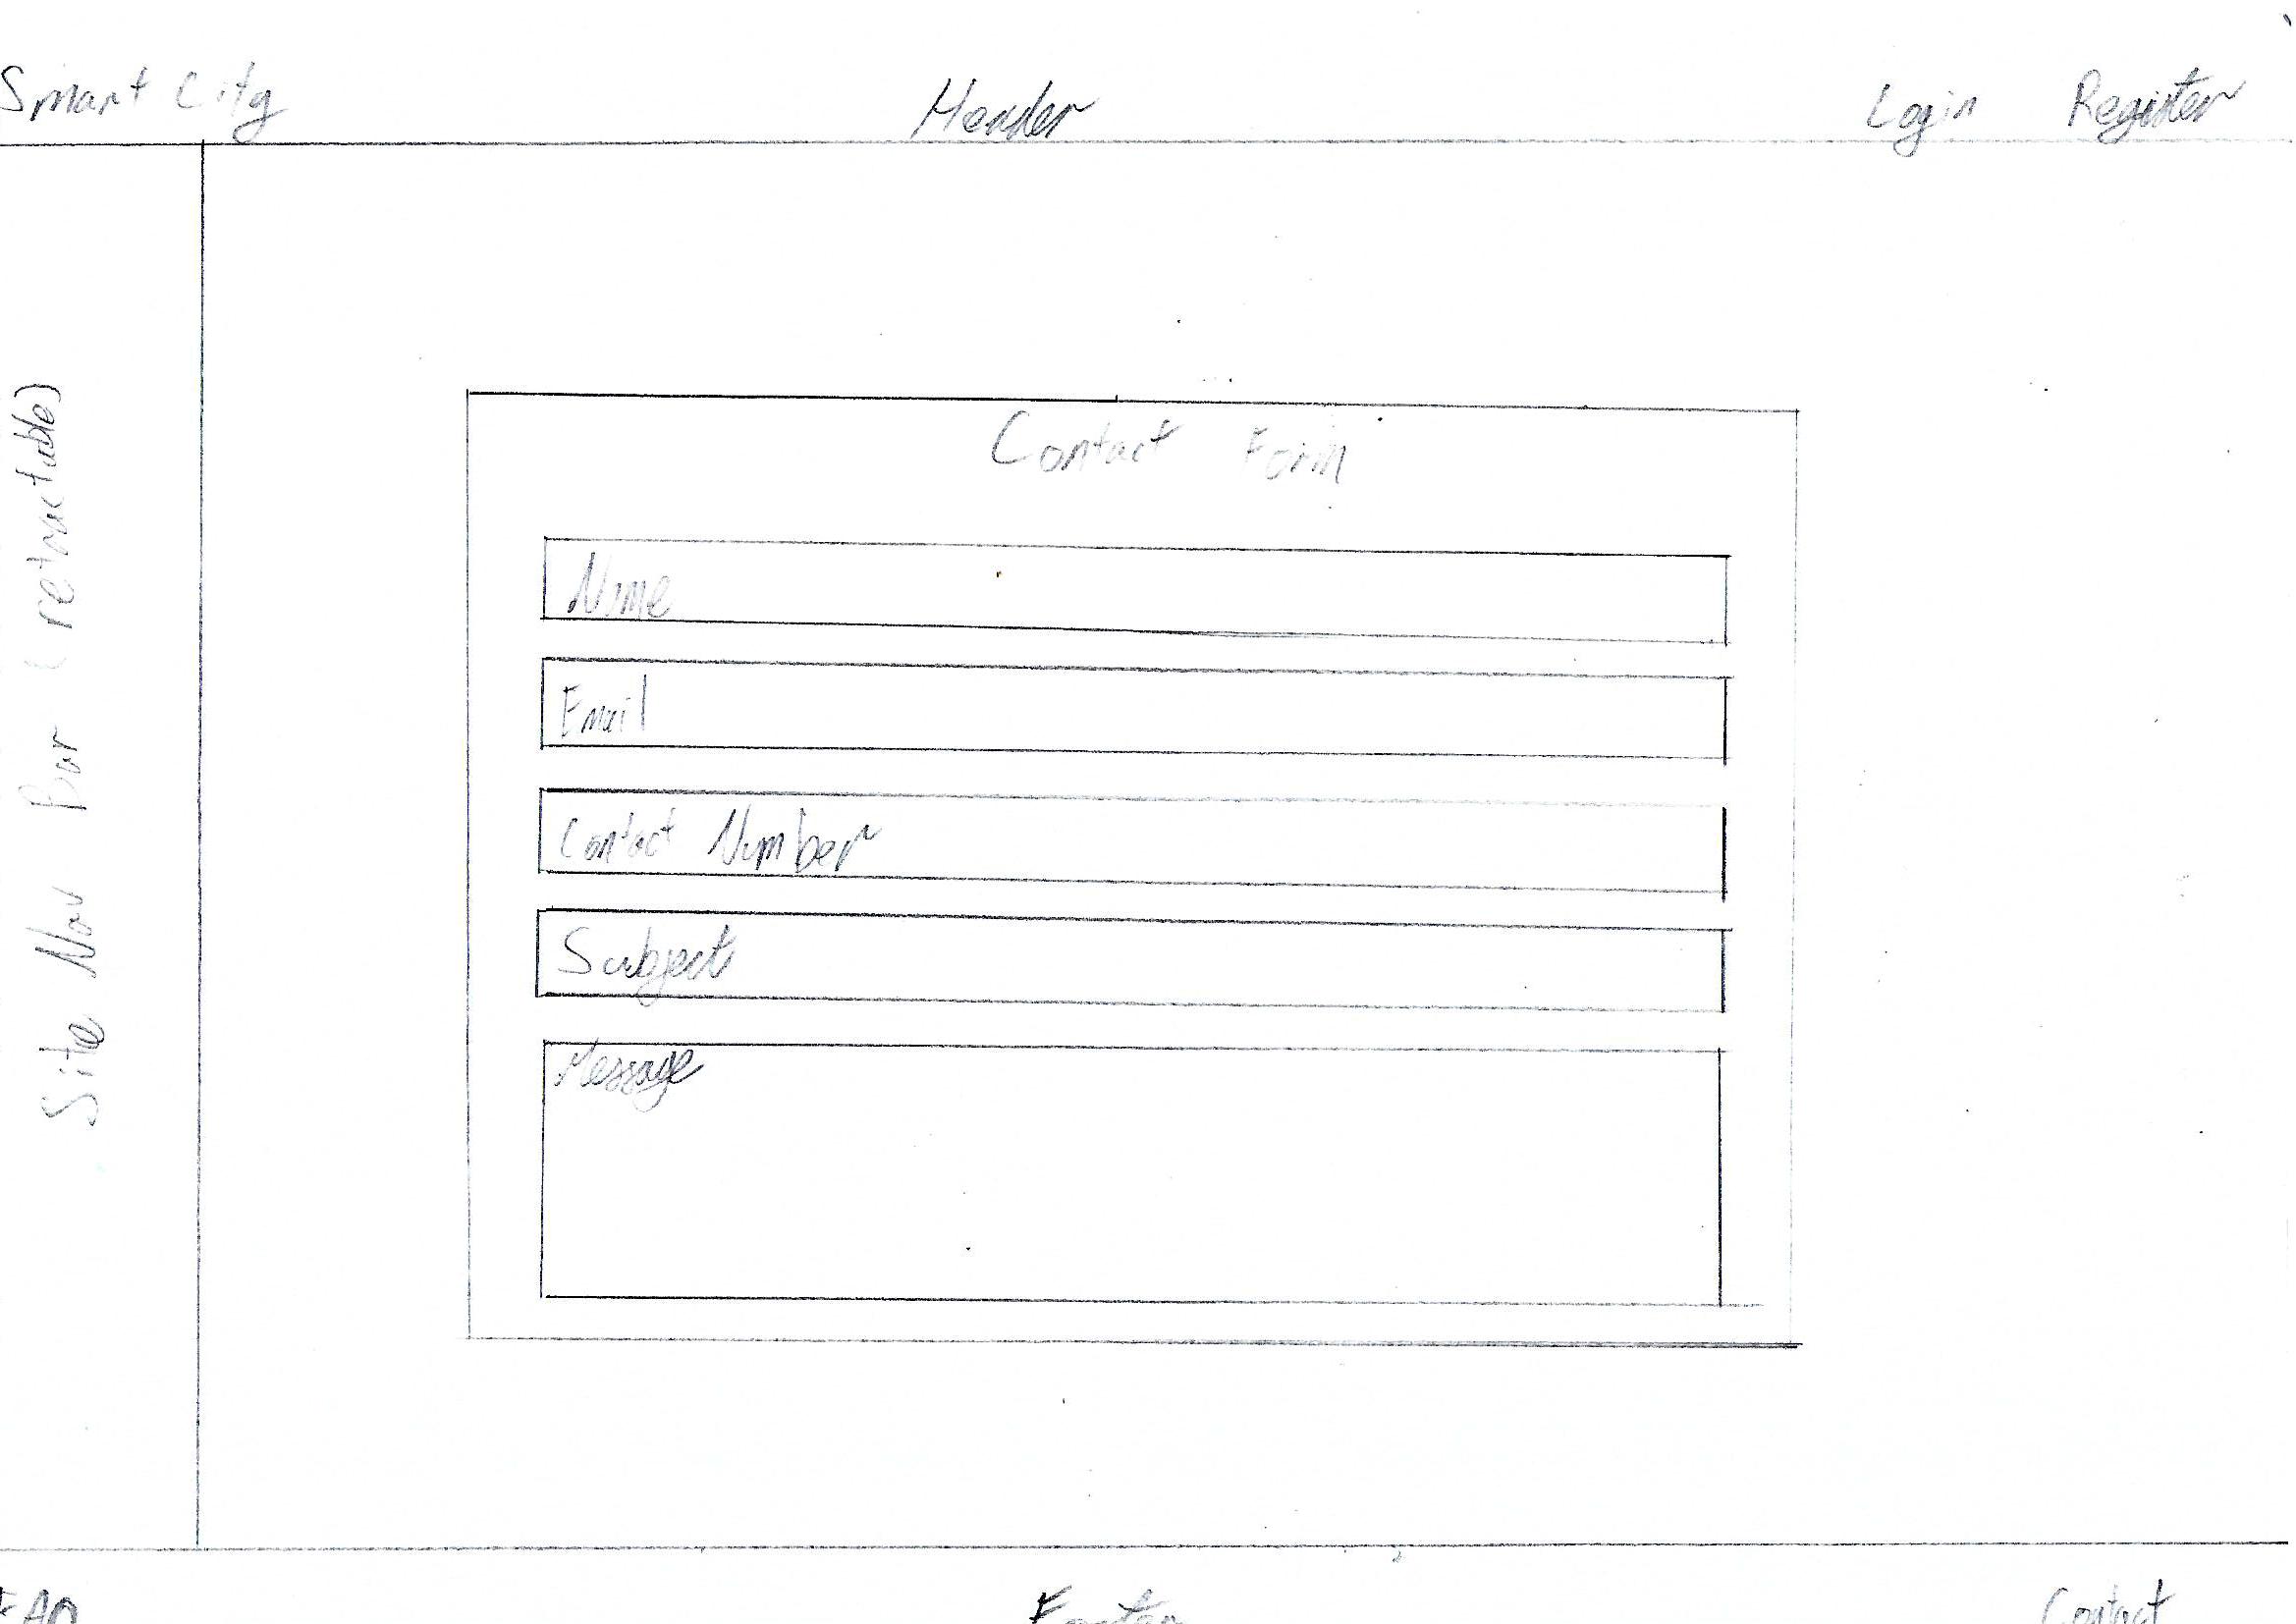 Smart City Header Login Register
Site Nav Bar (retractable)
Contact Form
Name
Email
Contact Number
Subject
Message
FAQ Footer Contact